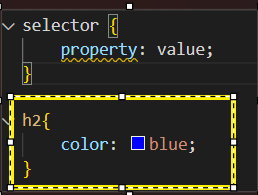 selector {
property: value;
}
h2{
color: blue;
}